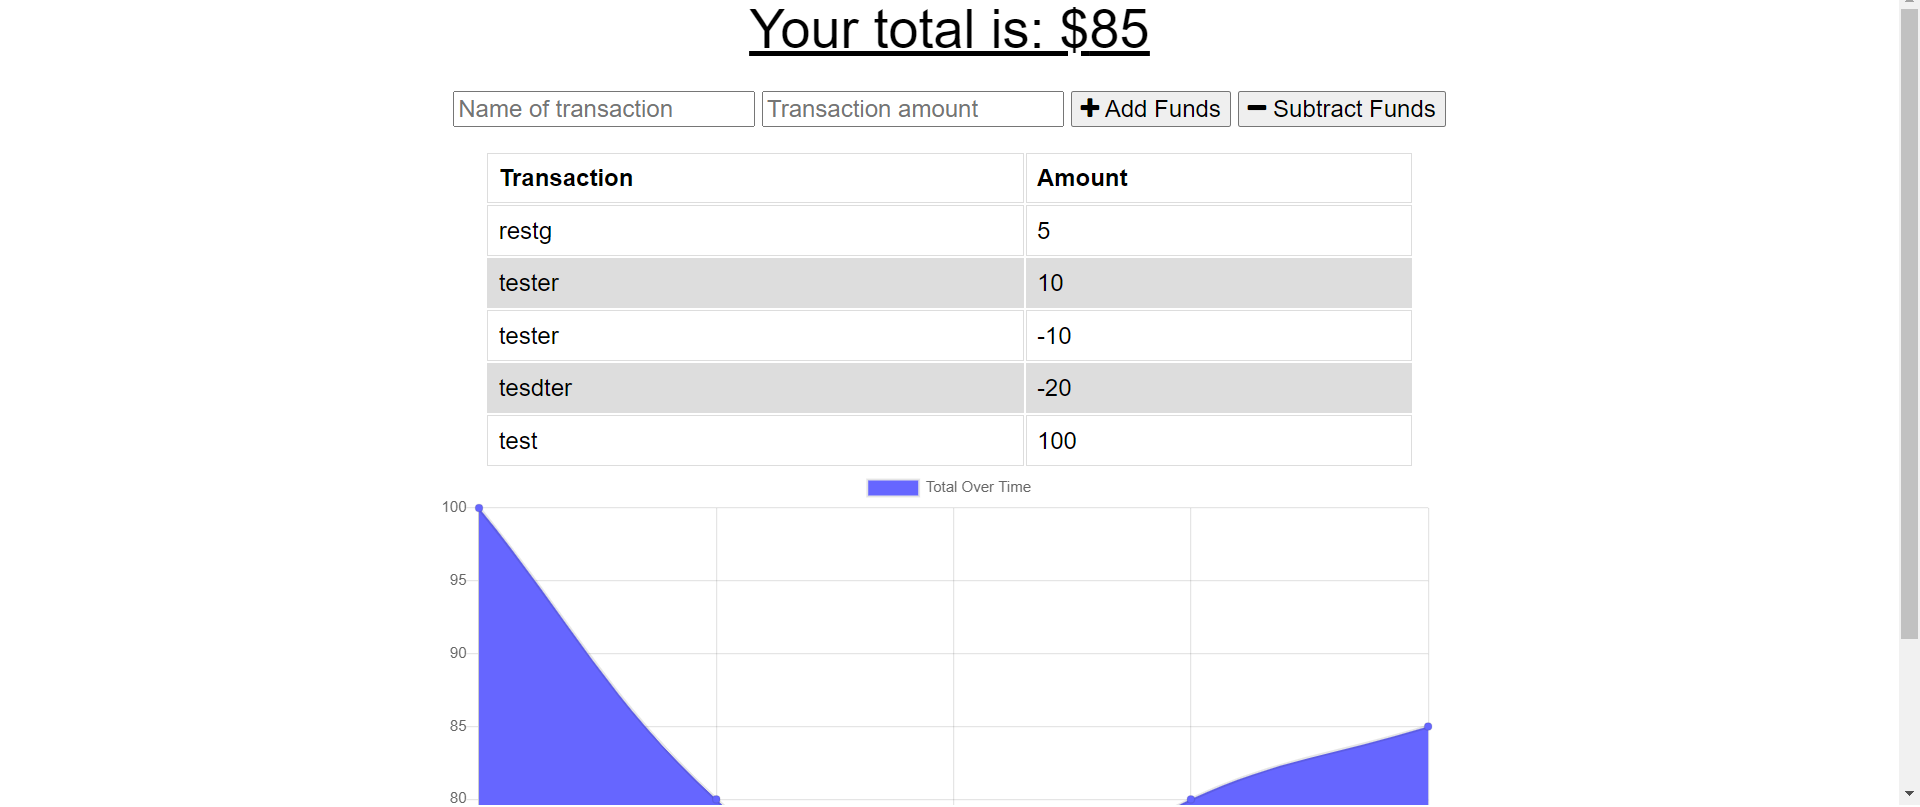 Your total is: $85
Name of transaction Transaction amount Add Funds Subtract Funds
Transaction Amount
restg 5
tester 10
tester -10
tesdter -20
test 100
Total Over Time
100
95
90
85
80